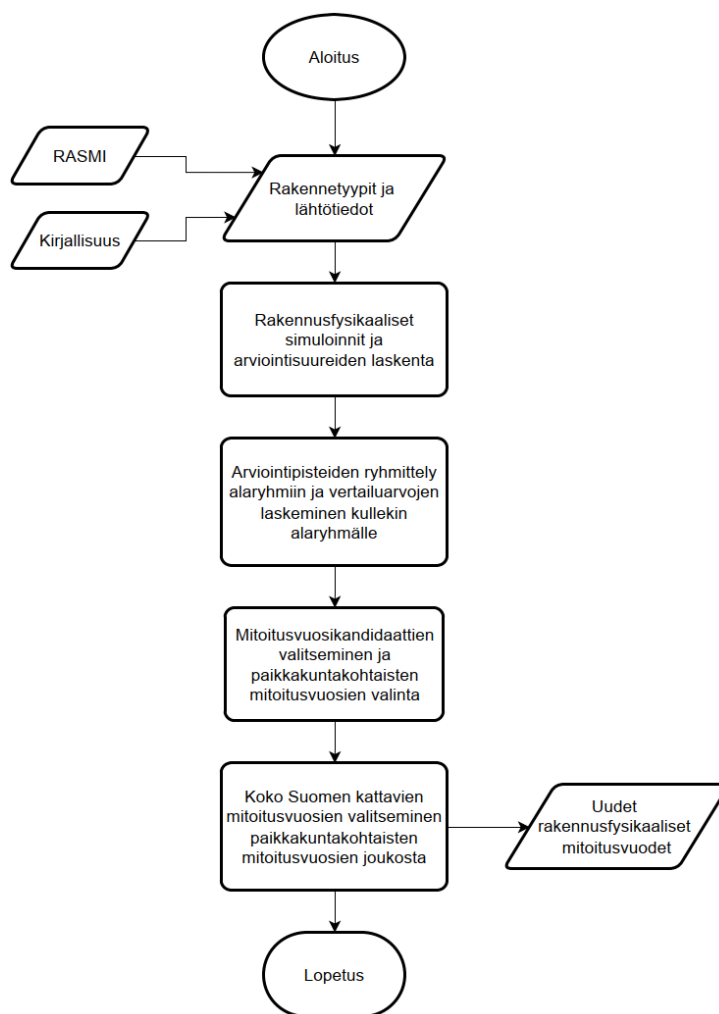 Aloitus
RASMI
Rakennetyypit ja
lähtötiedot
Kirjallisuus
Rakennusfysikaaliset
simuloinnit ja
arviointisuureiden laskenta
Arviointipisteiden ryhmittely
alaryhmiin ja vertailuarvojen
laskeminen kullekin
alaryhmälle
Mitoitusvuosikandidaattien
valitseminen ja
paikkakuntakohtaisten
mitoitusvuosien valinta
Koko Suomen kattavien
mitoitusvuosien valitseminen
paikkakuntakohtaisten
mitoitusvuosien joukosta
Uudet
rakennusfysikaaliset
mitoitusvuodet
Lopetus